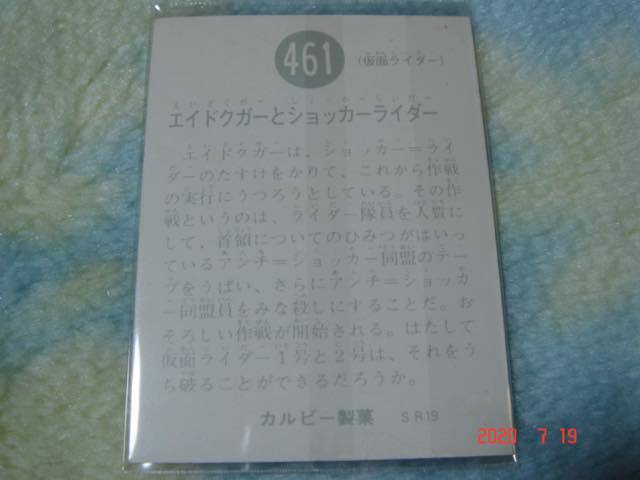 461
(仮面ライダー)
エイドクガーとショッカーライダー
エイドクガーは、ショッカー=ライ
ダーのたすけをかりて、これから作戦
の実行にうつろうとしている。その作
戦というのは、ライダー隊員を人質に
して、首領についてのひみつがはいっ
ているアンチ=ショッカー同盟のテー
プをうばい、さらにアンチ=ショッカ
ー同盟員をみな殺しにすることだ。お
そろしい作戦が開始される。はたして
仮面ライダー1号と2号は、それをう
ち破ることができるだろうか。
カルビー製菓 S.R19
2020 7 19